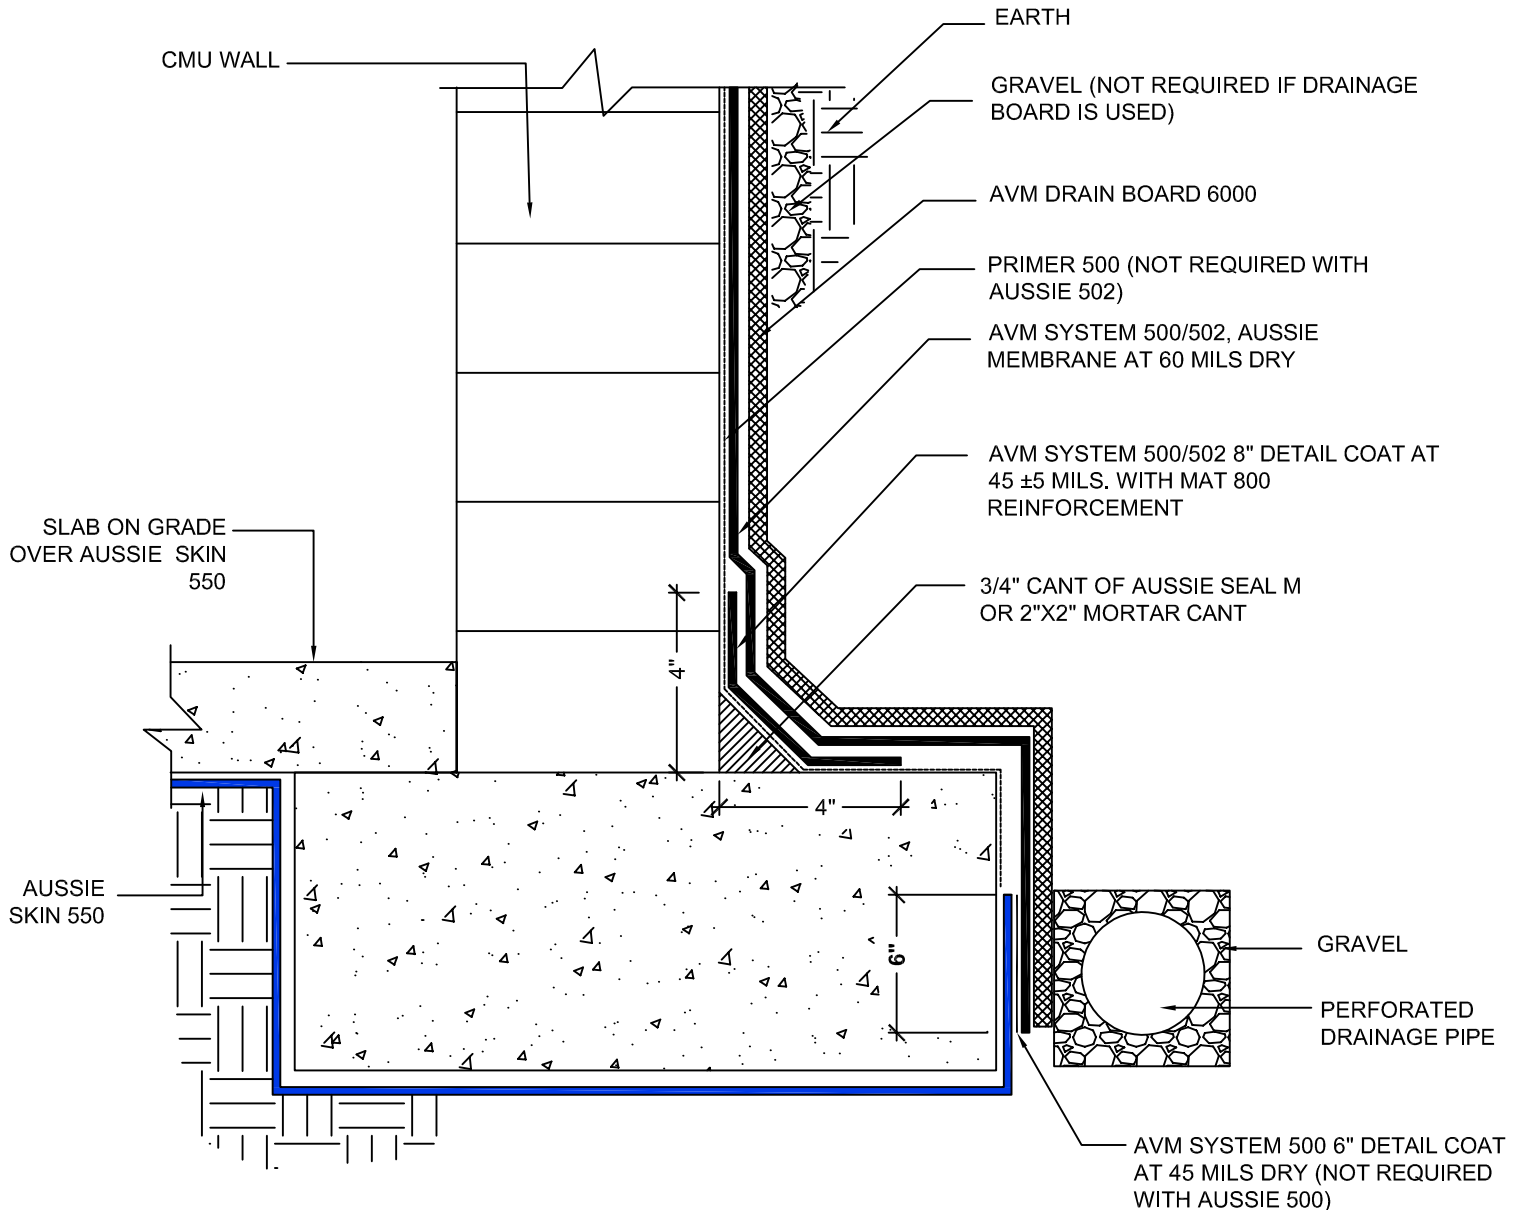 EARTH
CMU WALL
GRAVEL (NOT REQUIRED IF DRAINAGE
BOARD IS USED)
AVM DRAIN BOARD 6000
PRIMER 500 (NOT REQUIRED WITH
AUSSIE 502)
AVM SYSTEM 500/502, AUSSIE
MEMBRANE AT 60 MILS DRY
AVM SYSTEM 500/502 8" DETAIL COAT AT
45 ±5 MILS. WITH MAT 800
REINFORCEMENT
SLAB ON GRADE
OVER AUSSIE SKIN
550
3/4" CANT OF AUSSIE SEAL M
OR 2"X2" MORTAR CANT
4"
4"
AUSSIE
SKIN 550
6"
GRAVEL
PERFORATED
DRAINAGE PIPE
AVM SYSTEM 500 6" DETAIL COAT
AT 45 MILS DRY (NOT REQUIRED
WITH AUSSIE 500)